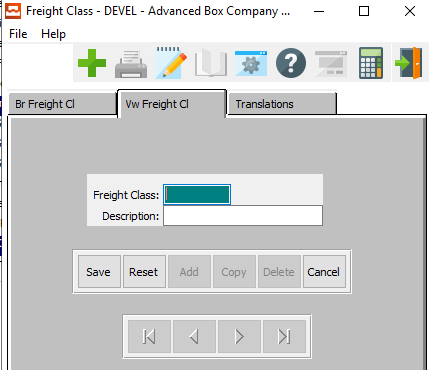 Freight Class - DEVEL - Advanced Box Company ...
File Help
Br Freight Cl Vw Freight Cl Translations
Freight Class:
Description:
Save Reset Add Copy Delete Cancel